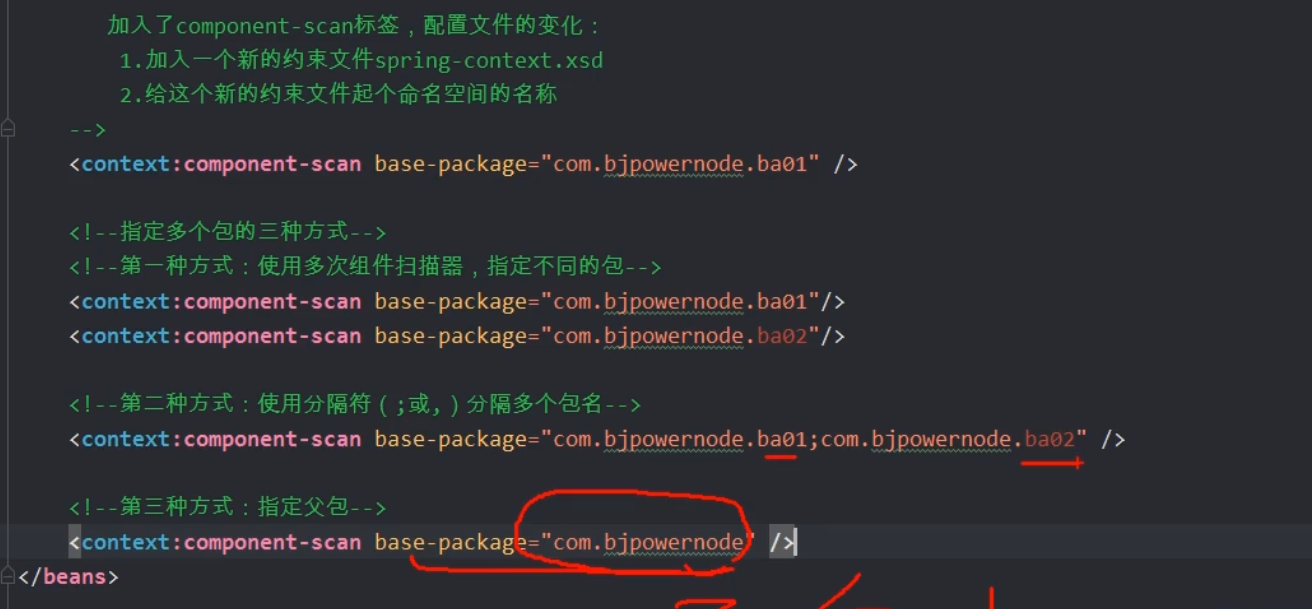 加入了component-scan标签，配置文件的变化：
1.加入一个新的约束文件spring-context.xsd
2.给这个新的约束文件起个命名空间的名称
-->
<context:component-scan base-package="com.bjpowernode.ba01" />
<!--指定多个包的三种方式-->
<!--第一种方式：使用多次组件扫描器，指定不同的包-->
<context:component-scan base-package="com.bjpowernode.ba01"/>
<context:component-scan base-package="com.bjpowernode.ba02"/>
<!--第二种方式：使用分隔符（;或,）分隔多个包名-->
<context:component-scan base-package="com.bjpowernode.ba01;com.bjpowernode.ba02" />
<!--第三种方式：指定父包-->
<context:component-scan base-package="com.bjpowernode" />
</beans>